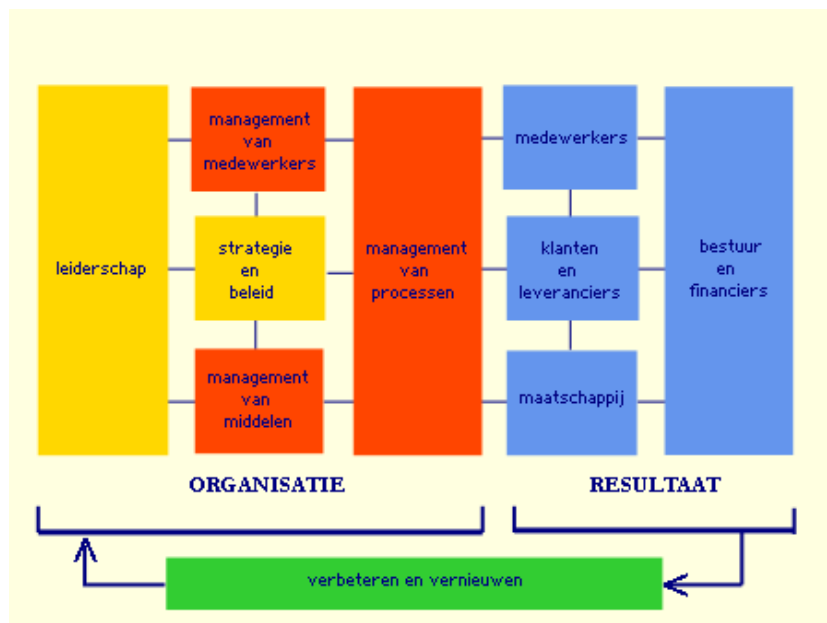 leiderschap
management
van
medewerkers
strategie
en
beleid
management
van
middelen
management
van
processen
medewerkers
klanten
en
leveranciers
maatschappij
bestuur
en
financiers
ORGANISATIE
RESULTAAT
verbeteren en vernieuwen